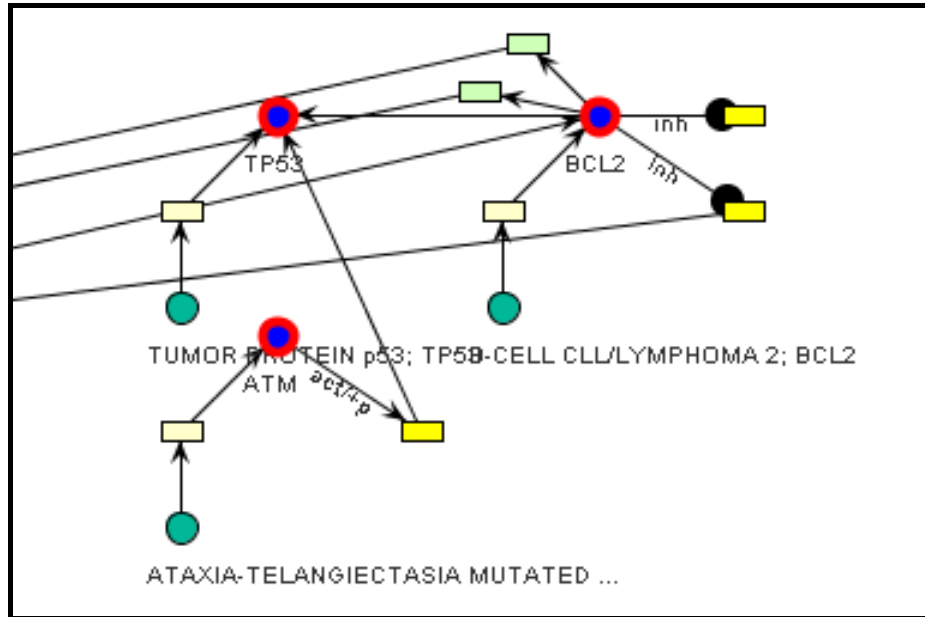 inh
TP53
BCL2
inh
TUMOR PROTEIN p53; TP53
B-CELL CLL/LYMPHOMA 2; BCL2
ATM
act/+p
ATAXIA-TELANGIECTASIA MUTATED ...